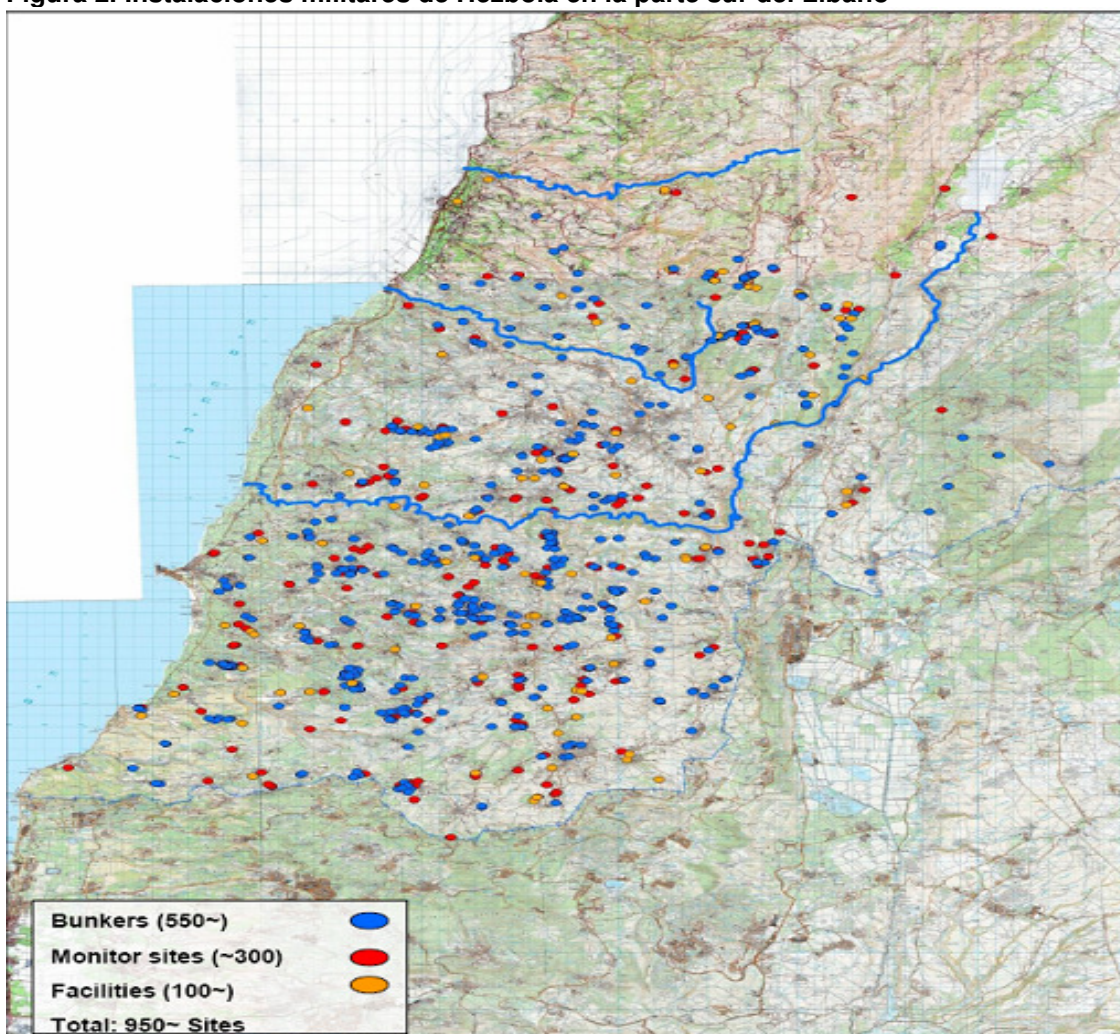 Figura 2. Instalaciones militares de Hezbolá en la parte sur del Líbano
Bunkers (550~)
Monitor sites (~300)
Facilities (100~)
Total: 950~ Sites